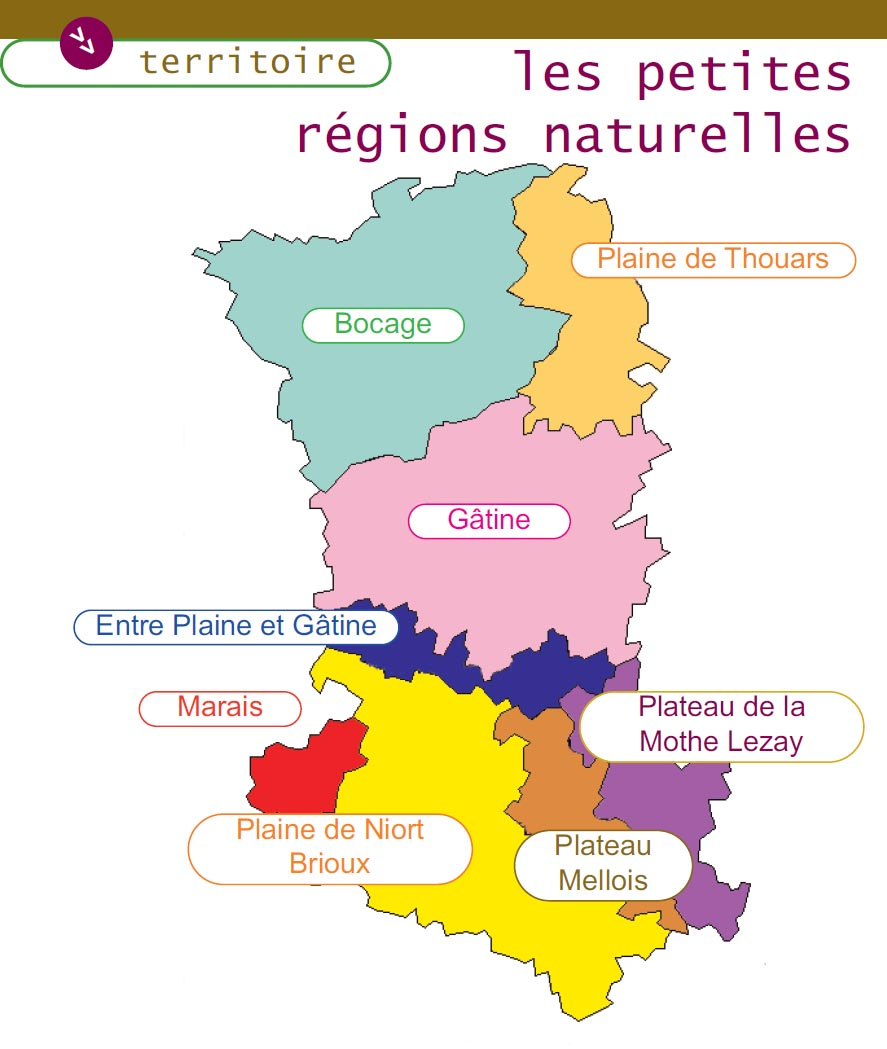 territoire
les petites
régions naturelles
Plaine de Thouars
Bocage
Gâtine
Entre Plaine et Gâtine
Marais
Plateau de la
Mothe Lezay
Plaine de Niort
Brioux
Plateau
Mellois